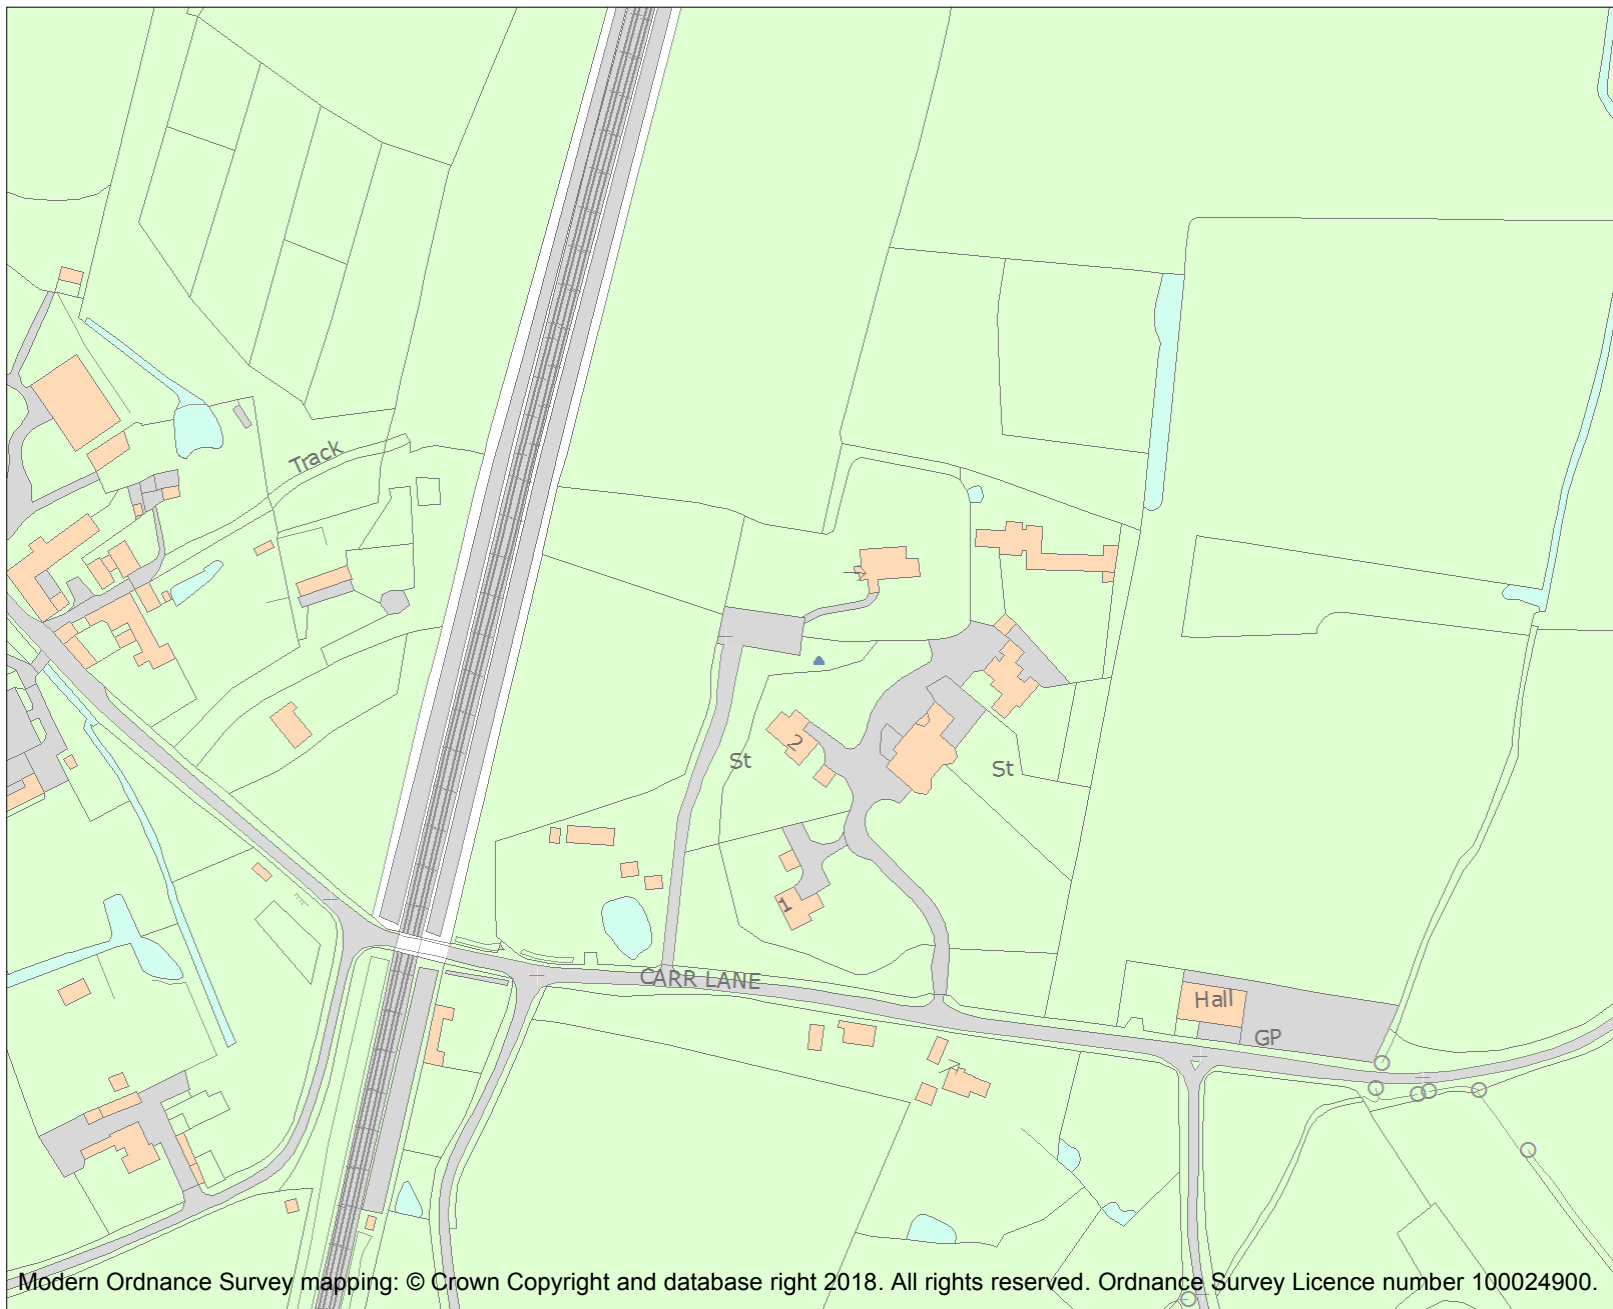 Track
St
2
St
1
CARR LANE
Hall
GP
Modern Ordnance Survey mapping: © Crown Copyright and database right 2018. All rights reserved. Ordnance Survey Licence number 100024900.